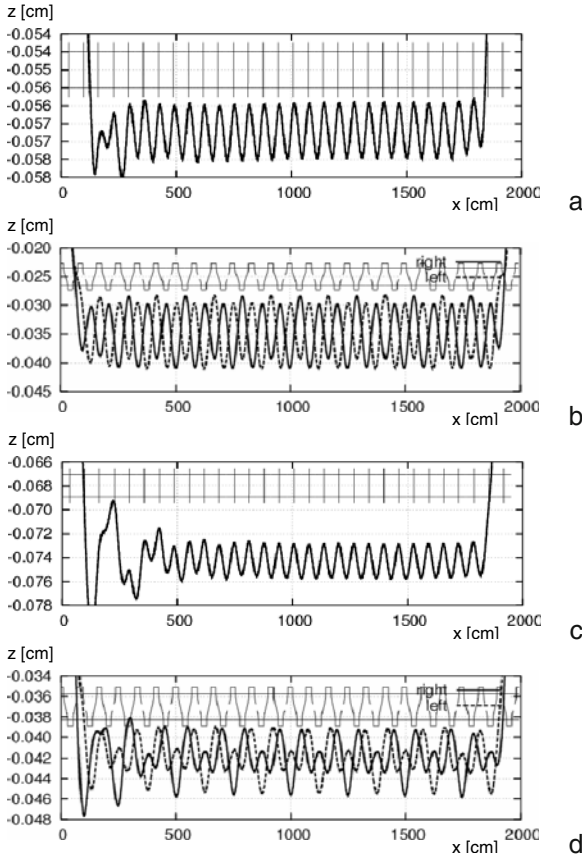 z [cm]
-0.054
-0.054
-0.055
-0.056
-0.056
-0.057
-0.058
-0.058
0 500 1000 1500 2000
x [cm]
a
z [cm]
-0.020
-0.025
-0.030
-0.035
-0.040
-0.045
right
left
0 500 1000 1500 2000
x [cm]
b
z [cm]
-0.066
-0.070
-0.072
-0.074
-0.076
-0.078
0 500 1000 1500 2000
x [cm]
c
z [cm]
-0.034
-0.036
-0.038
-0.042
-0.044
-0.046
-0.048
right
left
0 500 1000 1500 2000
x [cm]
d